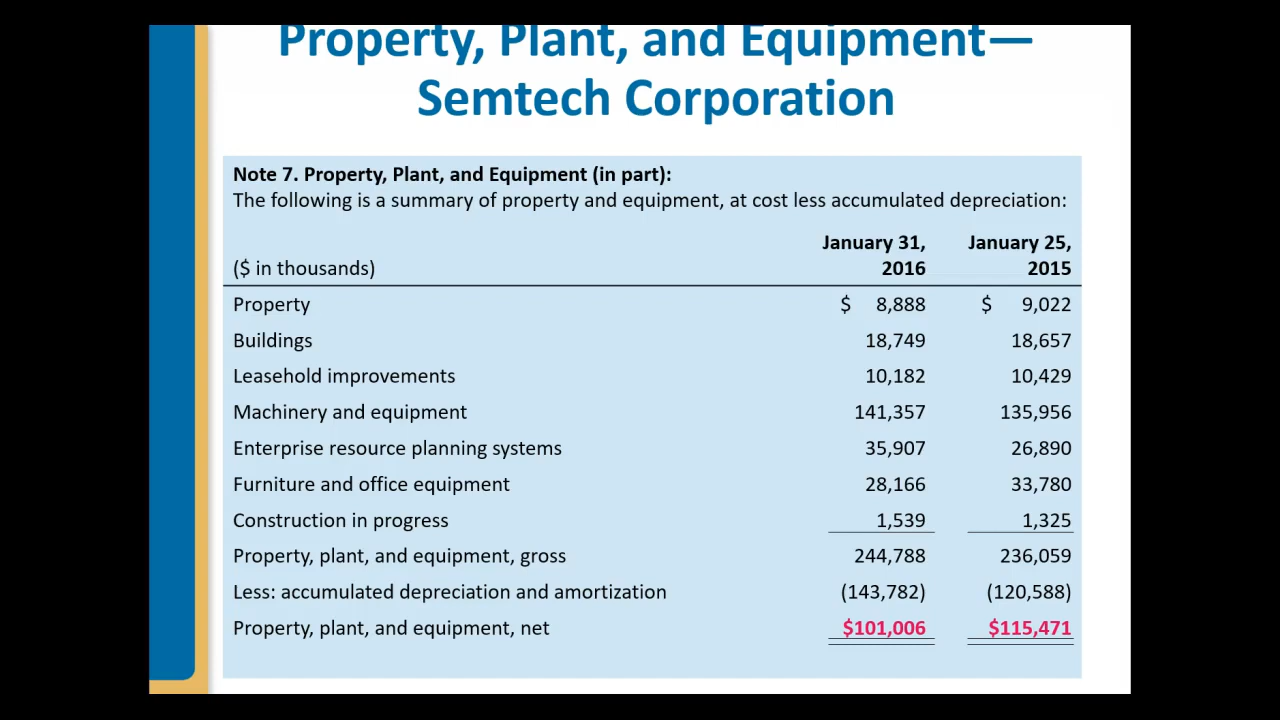 Property, Plant, and Equipment—
Semtech Corporation
Note 7. Property, Plant, and Equipment (in part):
The following is a summary of property and equipment, at cost less accumulated depreciation:
January 31, January 25,
($ in thousands) 2016 2015
Property $ 8,888 $ 9,022
Buildings 18,749 18,657
Leasehold improvements 10,182 10,429
Machinery and equipment 141,357 135,956
Enterprise resource planning systems 35,907 26,890
Furniture and office equipment 28,166 33,780
Construction in progress 1,539 1,325
Property, plant, and equipment, gross 244,788 236,059
Less: accumulated depreciation and amortization (143,782) (120,588)
Property, plant, and equipment, net $101,006 $115,471